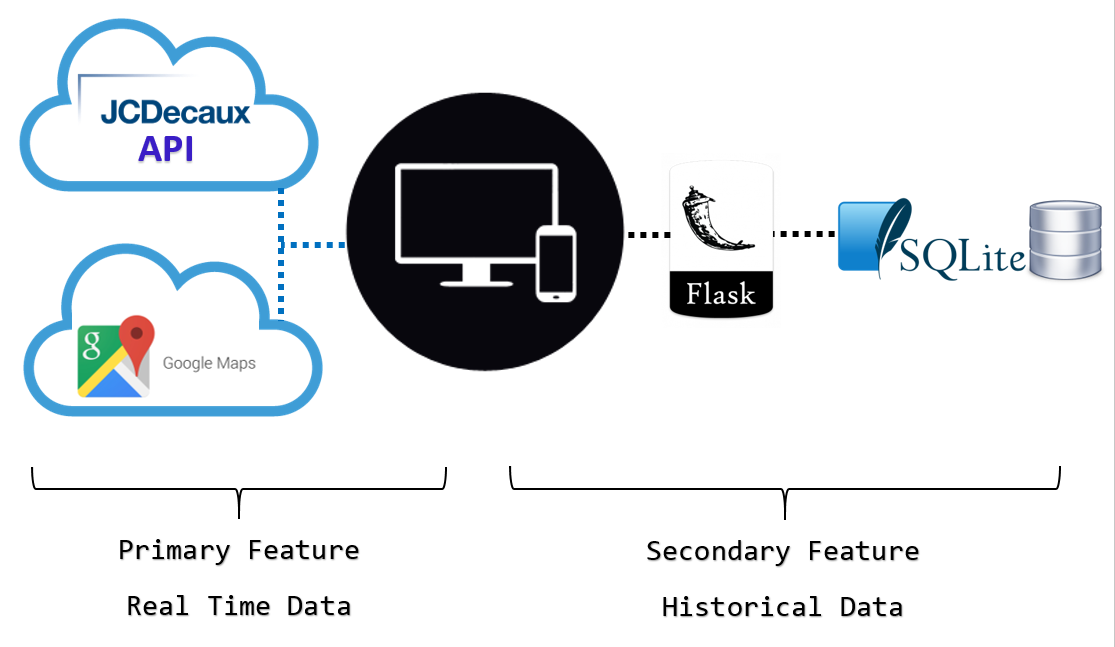 JCDecaux
API
g
Google Maps
Flask
SQLite
Primary Feature
Real Time Data
Secondary Feature
Historical Data